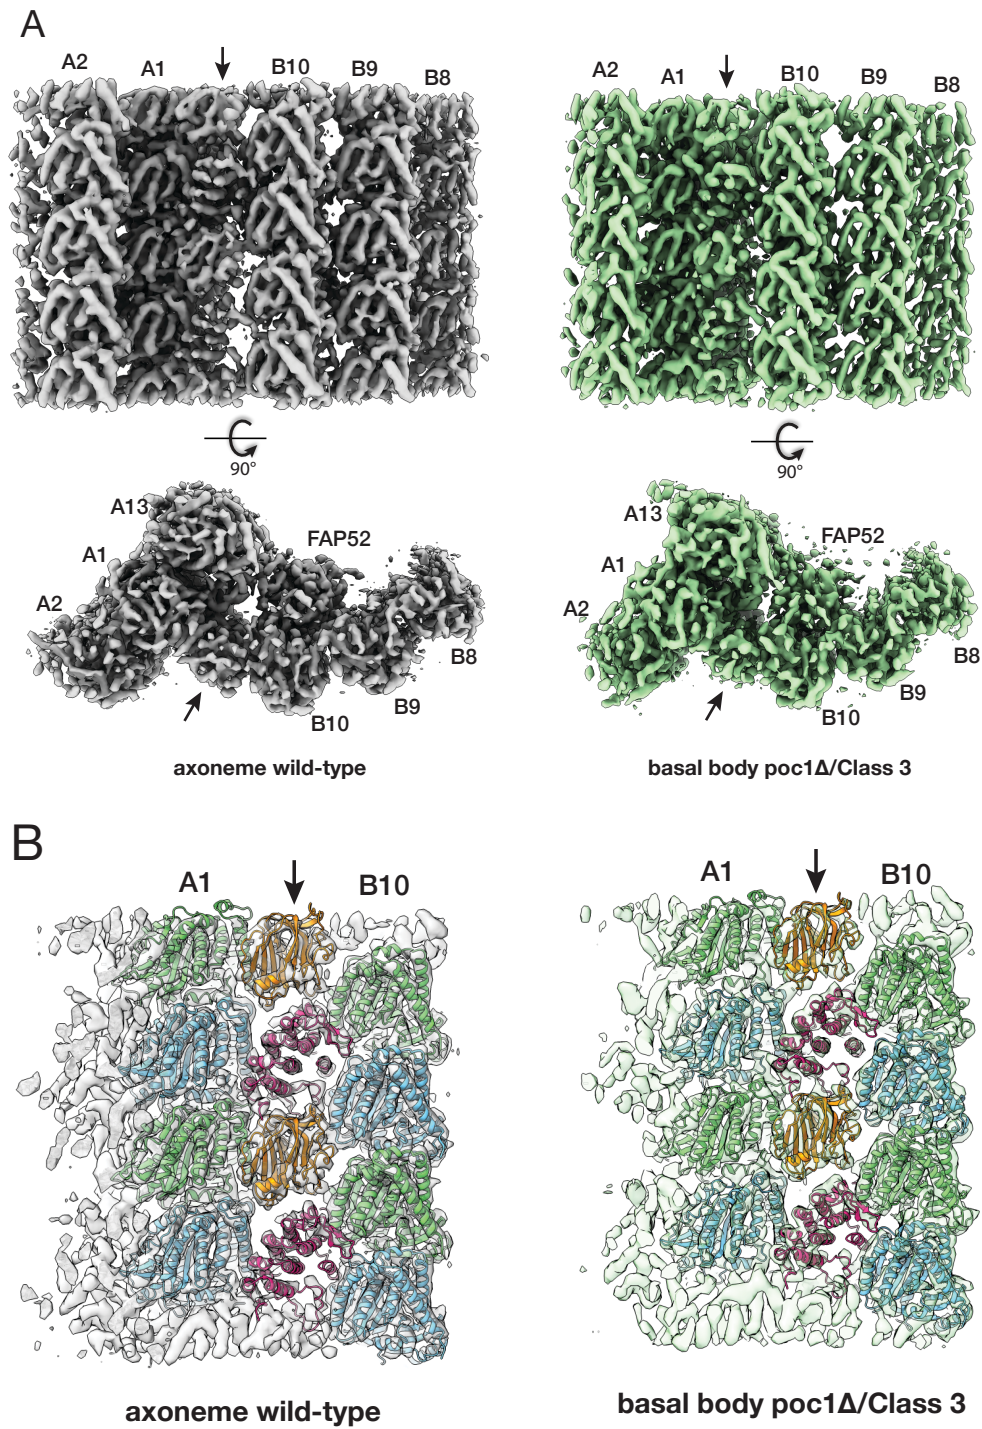 A
A2 A1 B10 B9 B8
A2 A1 B10 B9 B8
90°
90°
A13 A1 A2 FAP52 B8 B9 B10
A13 A1 A2 FAP52 B8 B9 B10
axoneme wild-type
basal body poc1Δ/Class 3
B
A1 B10
A1 B10
axoneme wild-type
basal body poc1Δ/Class 3